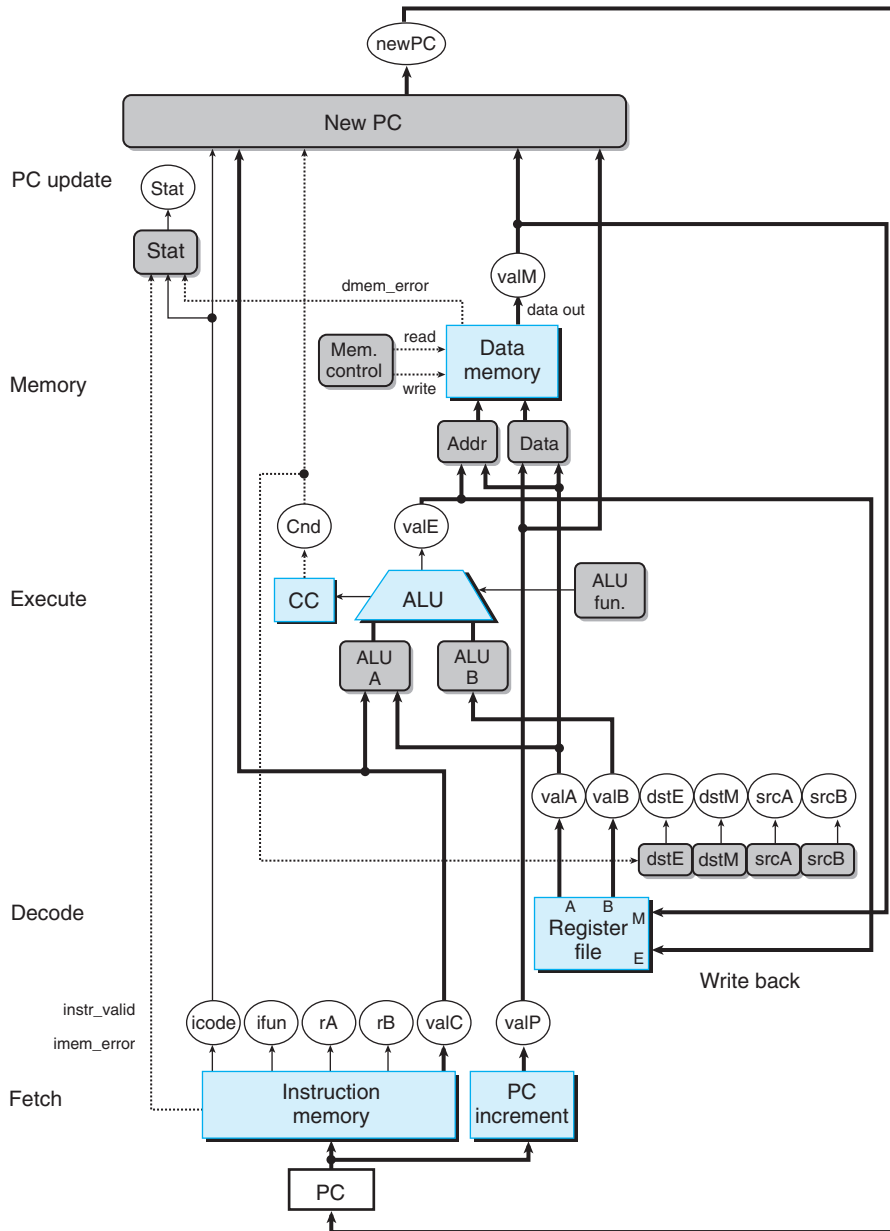 newPC
New PC
PC update
Stat
Stat
valM
dmem_error
data out
read
Mem.
control
write
Data
memory
Memory
Addr
Data
Cnd
valE
CC
ALU
ALU
fun.
Execute
ALU
A
ALU
B
valA
valB
dstE
dstM
srcA
srcB
dstE
dstM
srcA
srcB
Decode
A
B
M
Register
file
E
Write back
instr_valid
imem_error
icode
ifun
rA
rB
valC
valP
Fetch
Instruction
memory
PC
increment
PC